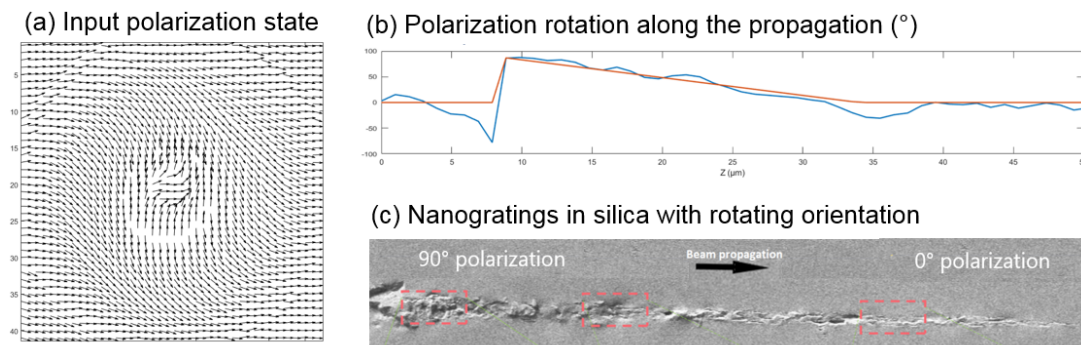 (a) Input polarization state
5
10
15
20
25
30
35
40
(b) Polarization rotation along the propagation (°)
100
50
0
-50
-100
0 5 10 15 20 25 30 35 40 45 50
Z (μm)
(c) Nanogratings in silica with rotating orientation
90° polarization
Beam propagation
0° polarization